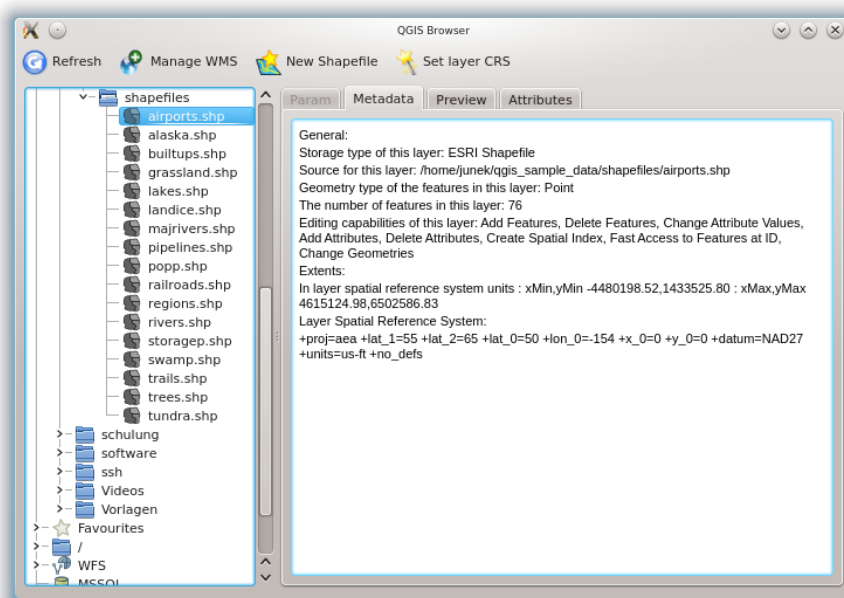 QGIS Browser
Refresh
Manage WMS
New Shapefile
Set layer CRS
shapefiles
airports.shp
alaska.shp
builtups.shp
grassland.shp
lakes.shp
landice.shp
majrivers.shp
pipelines.shp
popp.shp
railroads.shp
regions.shp
rivers.shp
storagep.shp
swamp.shp
trails.shp
trees.shp
tundra.shp
schulung
software
ssh
Videos
Vorlagen
Favourites
/
WFS
MSSQL
Param
Metadata
Preview
Attributes
General:
Storage type of this layer: ESRI Shapefile
Source for this layer: /home/junek/qgis_sample_data/shapefiles/airports.shp
Geometry type of the features in this layer: Point
The number of features in this layer: 76
Editing capabilities of this layer: Add Features, Delete Features, Change Attribute Values,
Add Attributes, Delete Attributes, Create Spatial Index, Fast Access to Features at ID,
Change Geometries
Extents:
In layer spatial reference system units : xMin,yMin -4480198.52,1433525.80 : xMax,yMax
4615124.98,6502586.83
Layer Spatial Reference System:
+proj=aea +lat_1=55 +lat_2=65 +lat_0=50 +lon_0=-154 +x_0=0 +y_0=0 +datum=NAD27
+units=us-ft +no_defs